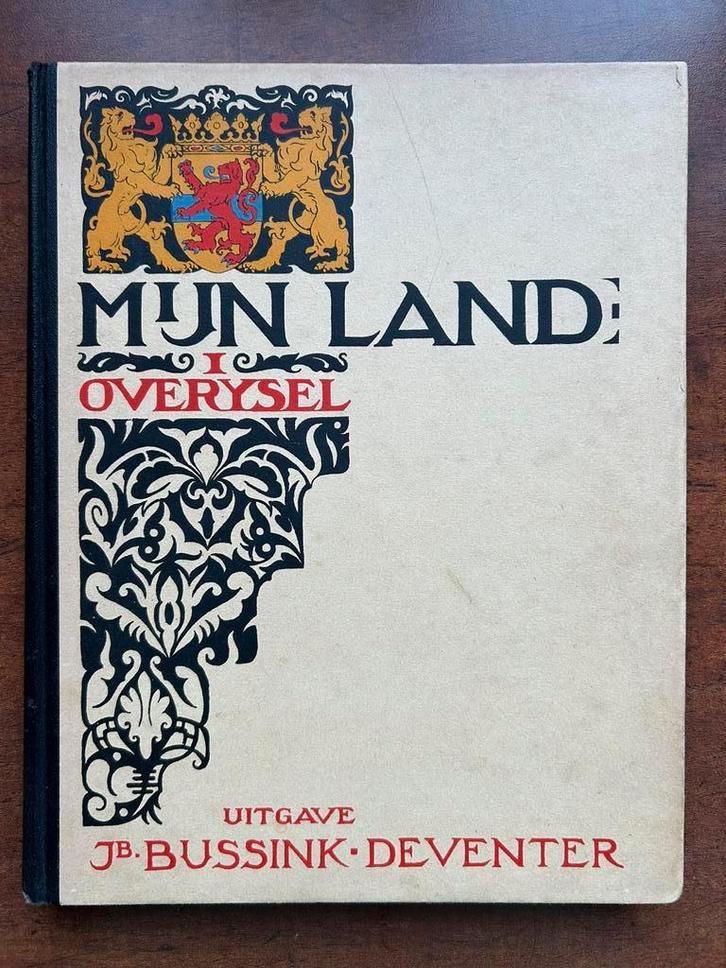 MIJN LAND
I
OVERYSEL
UITGAVE
JB. BUSSINK · DEVENTER